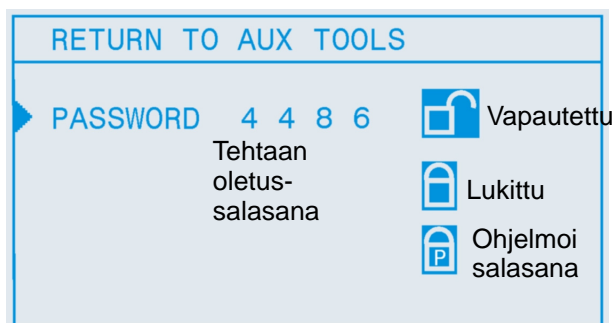 RETURN TO AUX TOOLS
PASSWORD 4 4 8 6
Tehtaan
oletus-
salasana
Vapautettu
Lukittu
P
Ohjelmoi
salasana